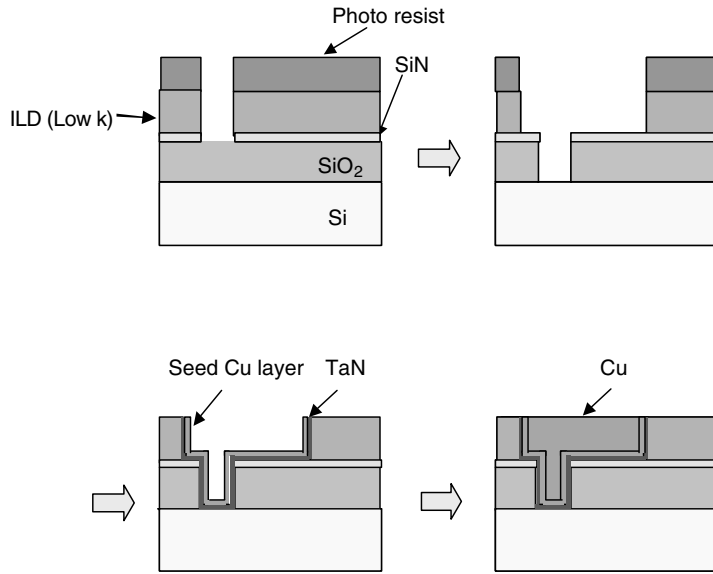 Photo resist
SiN
ILD (Low k)
SiO₂
Si
Seed Cu layer
TaN
Cu